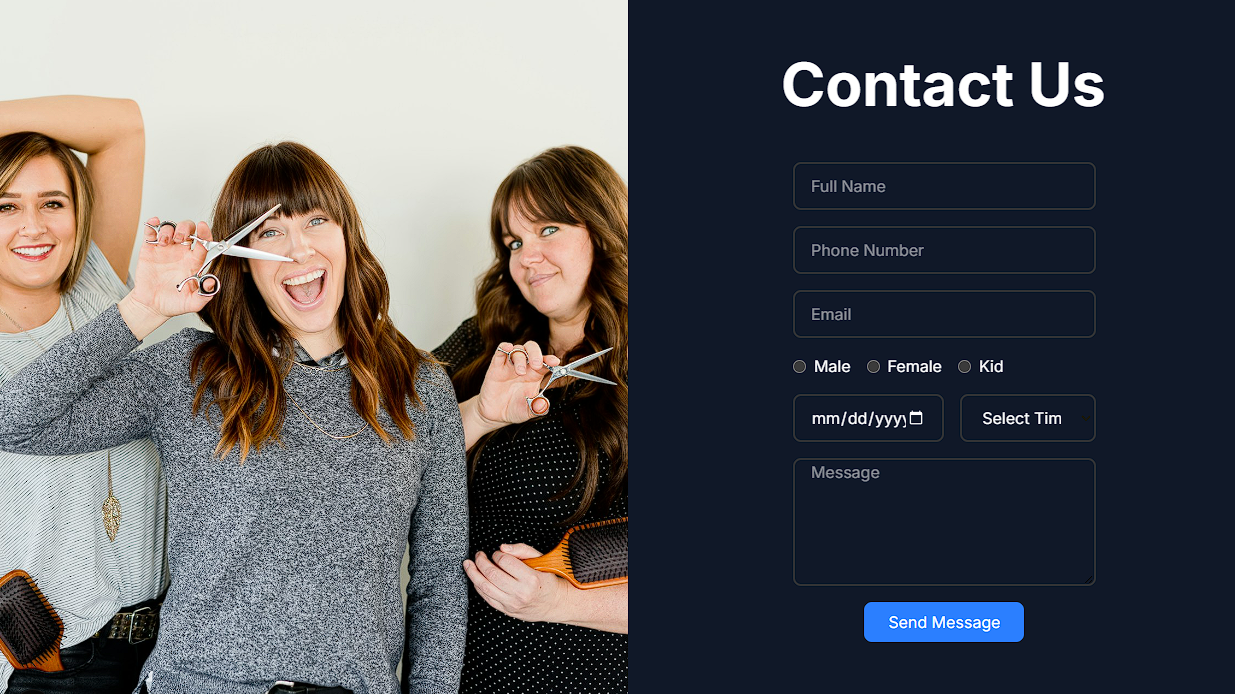 Contact Us
Full Name
Phone Number
Email
Male Female Kid
mm/dd/yyyy Select Tim
Message
Send Message